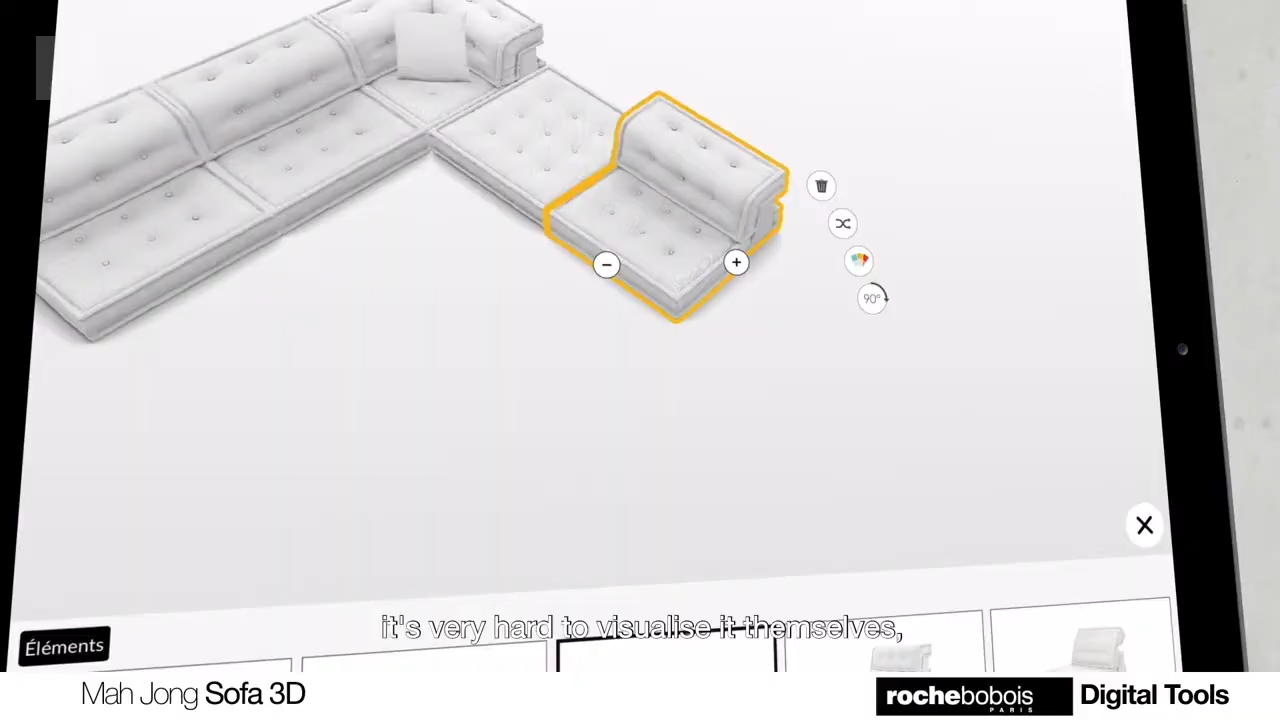 90°
it's very hard to visualise it themselves,
Éléments
Mah Jong Sofa 3D
rochebobois
PARIS
Digital Tools